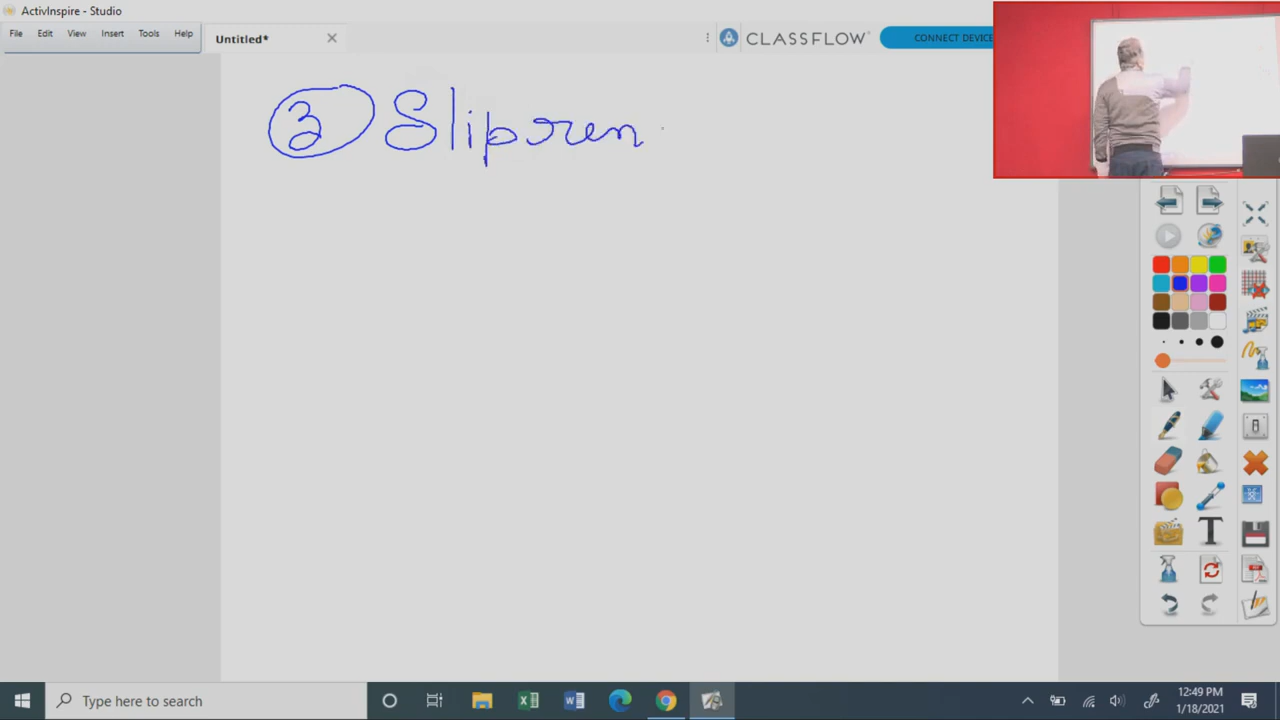 ActivInspire - Studio
File Edit View Insert Tools Help
Untitled*
CLASSFLOW
CONNECT DEVICE
3 Slipren
T
Type here to search
12:49 PM
1/18/2021